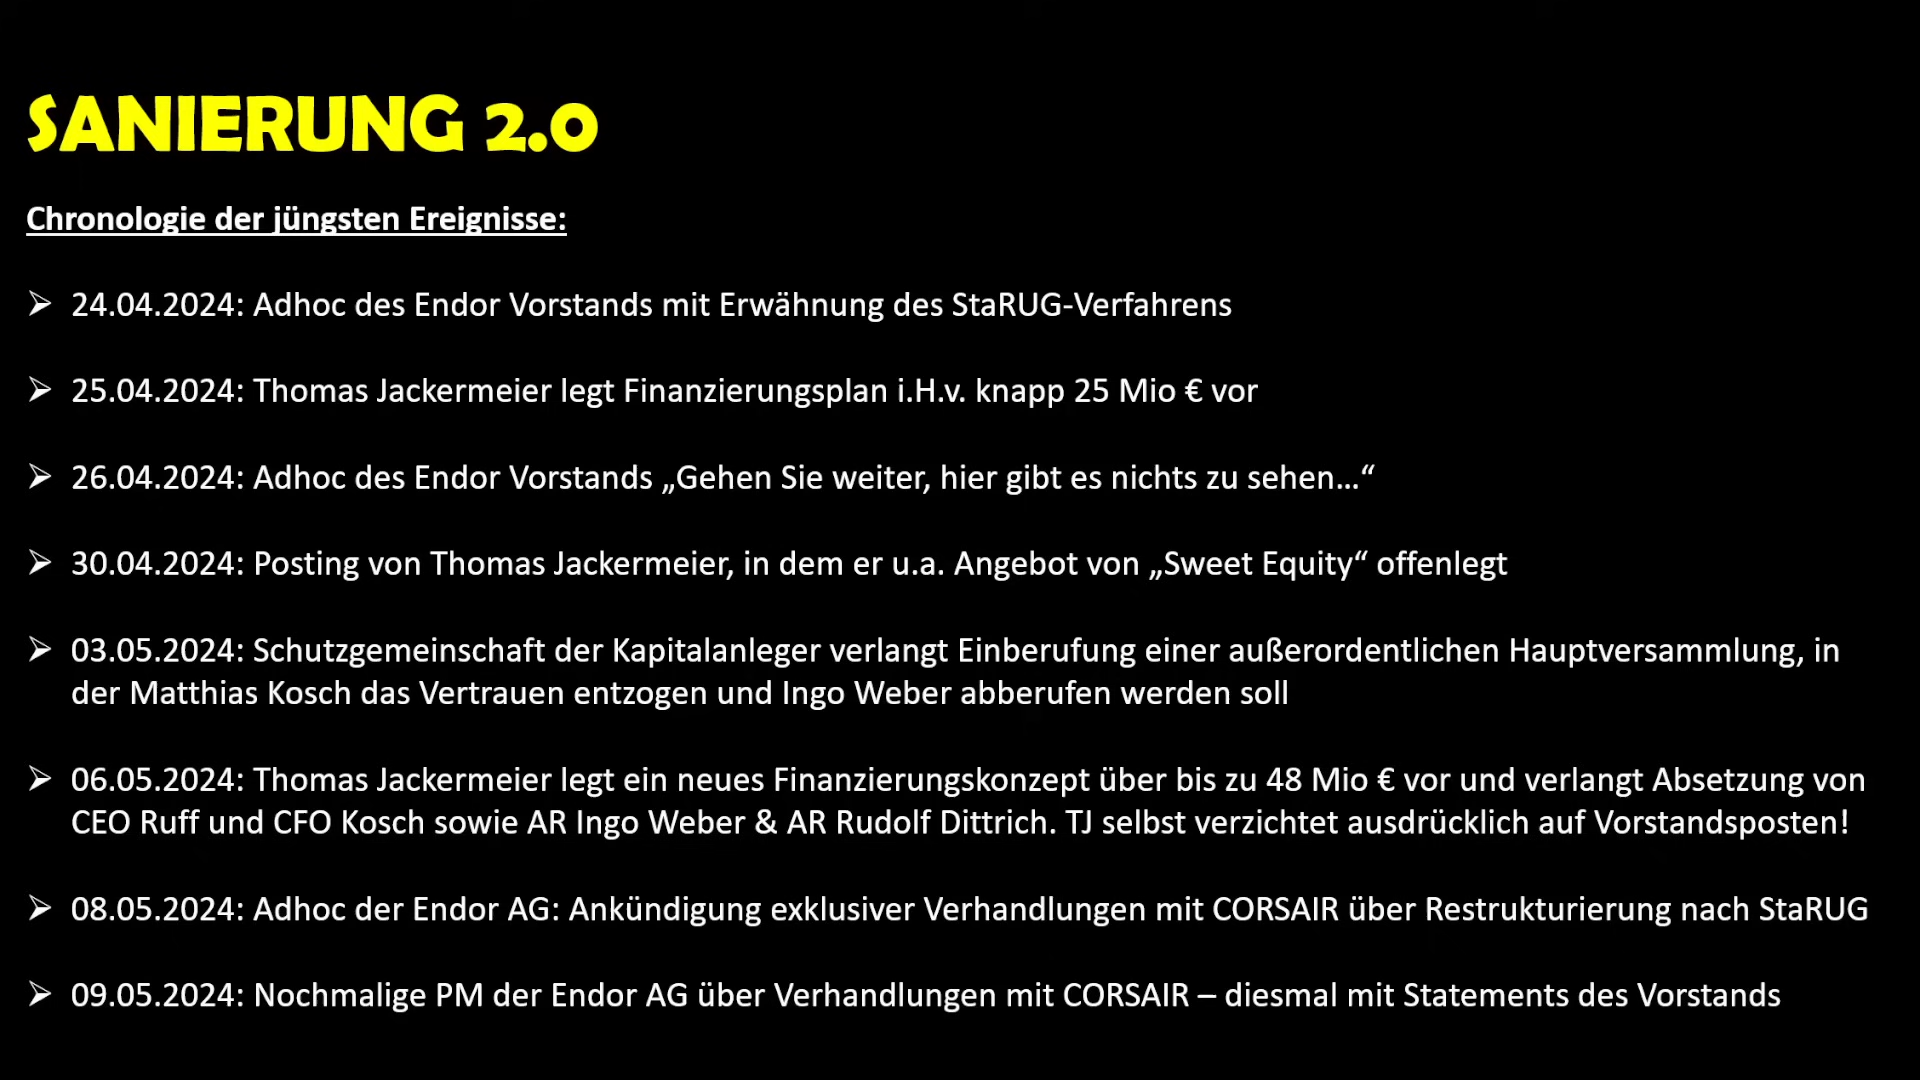 SANIERUNG 2.0
Chronologie der jüngsten Ereignisse:
➢ 24.04.2024: Adhoc des Endor Vorstands mit Erwähnung des StaRUG-Verfahrens
➢ 25.04.2024: Thomas Jackermeier legt Finanzierungsplan i.H.v. knapp 25 Mio € vor
➢ 26.04.2024: Adhoc des Endor Vorstands „Gehen Sie weiter, hier gibt es nichts zu sehen…“
➢ 30.04.2024: Posting von Thomas Jackermeier, in dem er u.a. Angebot von „Sweet Equity“ offenlegt
➢ 03.05.2024: Schutzgemeinschaft der Kapitalanleger verlangt Einberufung einer außerordentlichen Hauptversammlung, in
der Matthias Kosch das Vertrauen entzogen und Ingo Weber abberufen werden soll
➢ 06.05.2024: Thomas Jackermeier legt ein neues Finanzierungskonzept über bis zu 48 Mio € vor und verlangt Absetzung von
CEO Ruff und CFO Kosch sowie AR Ingo Weber & AR Rudolf Dittrich. TJ selbst verzichtet ausdrücklich auf Vorstandsposten!
➢ 08.05.2024: Adhoc der Endor AG: Ankündigung exklusiver Verhandlungen mit CORSAIR über Restrukturierung nach StaRUG
➢ 09.05.2024: Nochmalige PM der Endor AG über Verhandlungen mit CORSAIR – diesmal mit Statements des Vorstands